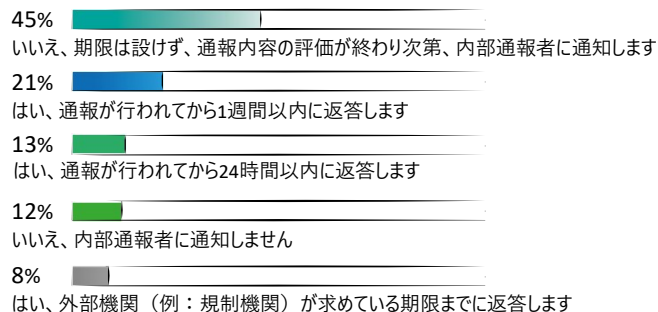 45%
いいえ、期限は設けず、通報内容の評価が終わり次第、内部通報者に通知します
21%
はい、通報が行われてから1週間以内に返答します
13%
はい、通報が行われてから24時間以内に返答します
12%
いいえ、内部通報者に通知しません
8%
はい、外部機関（例：規制機関）が求めている期限までに返答します